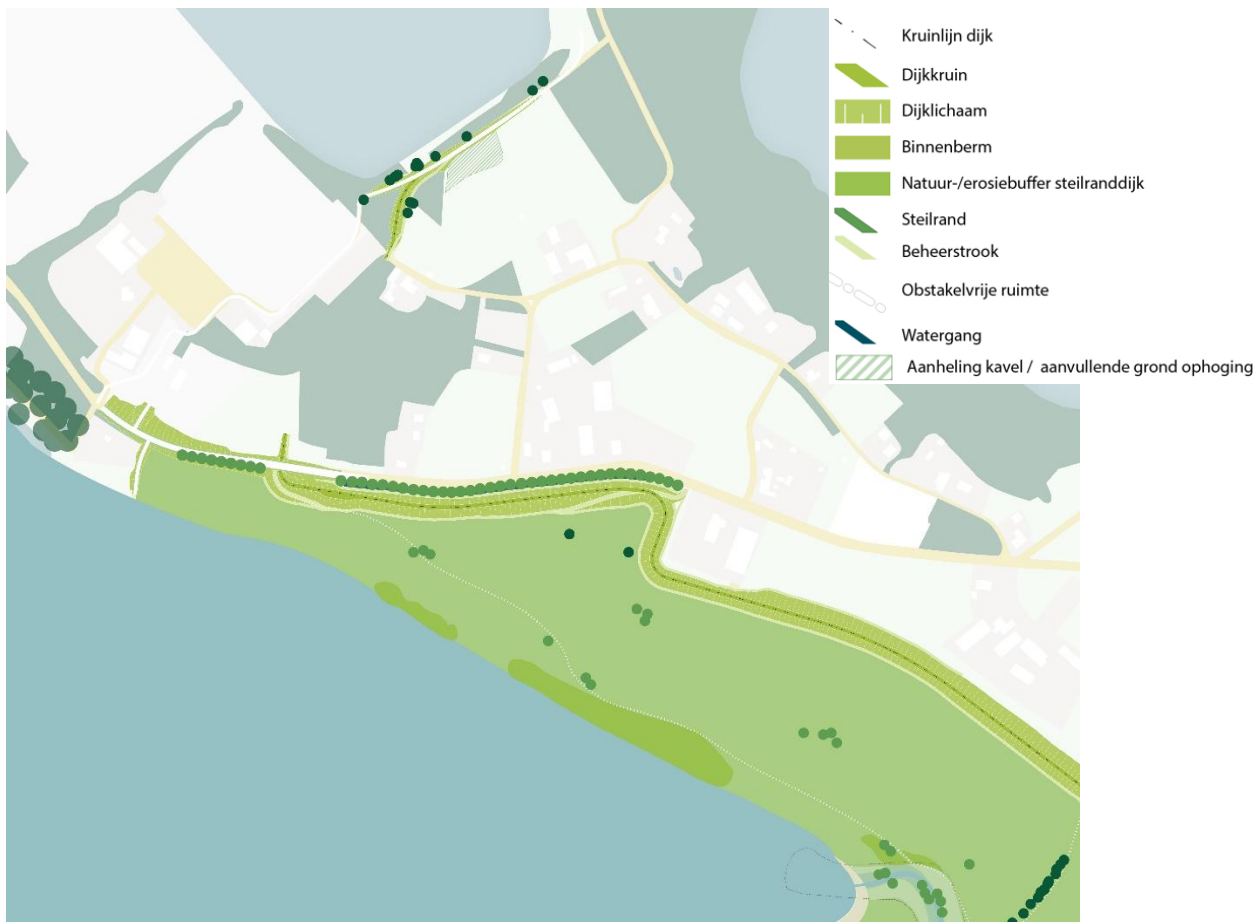 Kruinlijn dijk
Dijkkruin
Dijklichaam
Binnenberm
Natuur-/erosiebuffer steilranddijk
Steilrand
Beheerstrook
Obstakelvrije ruimte
Watergang
Aanheling kavel / aanvullende grond ophoging